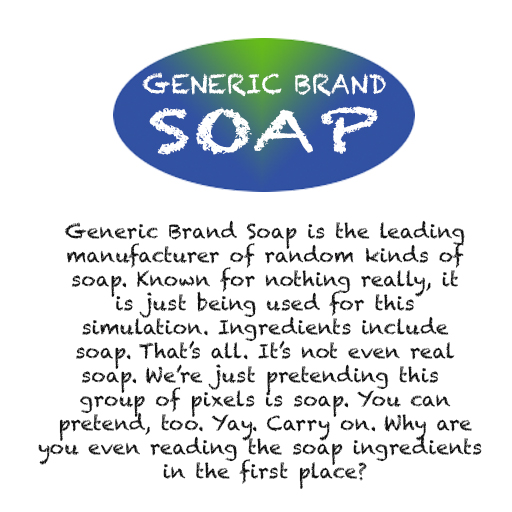 GENERIC BRAND
SOAP
Generic Brand Soap is the leading
manufacturer of random kinds of
soap. Known for nothing really, it
is just being used for this
simulation. Ingredients include
soap. That's all. It's not even real
soap. We're just pretending this
group of pixels is soap. You can
pretend, too. Yay. Carry on. Why are
you even reading the soap ingredients
in the first place?